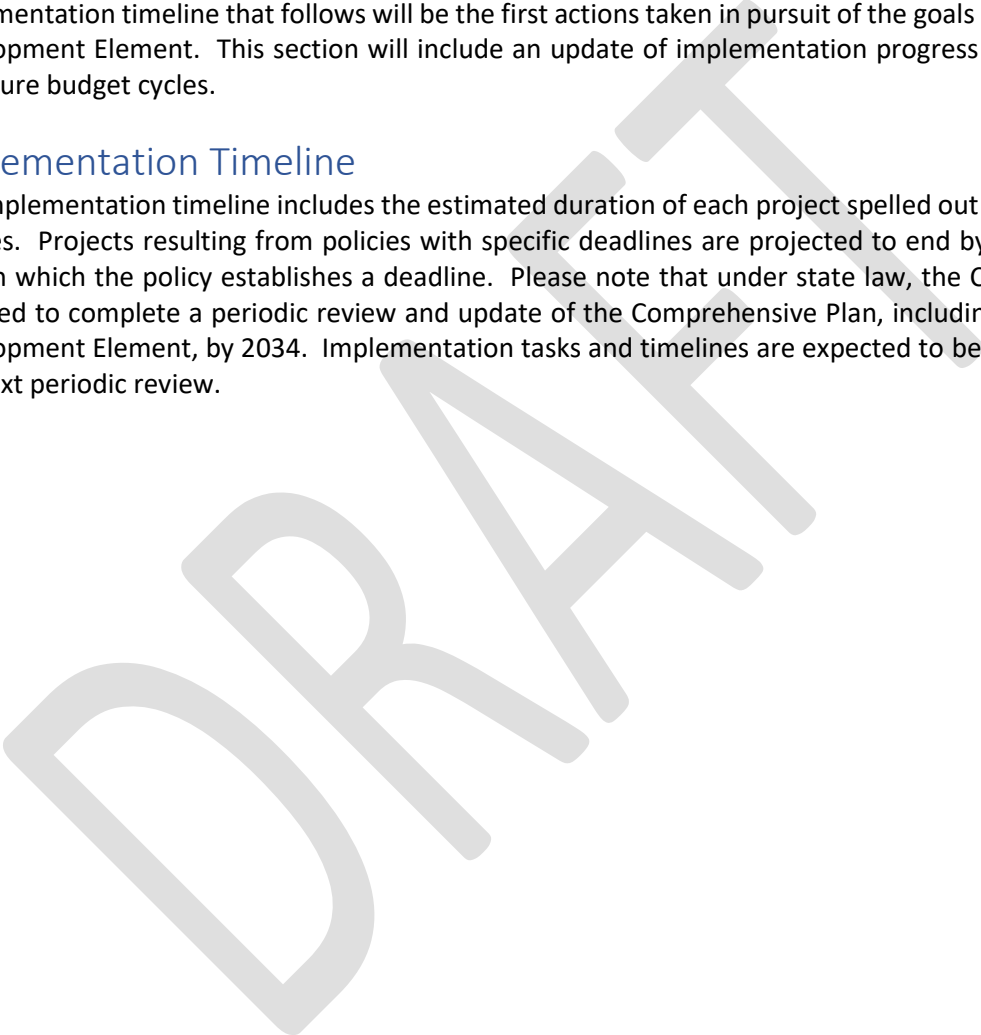 mentation timeline that follows will be the first actions taken in pursuit of the goals
opment Element. This section will include an update of implementation progress
ure budget cycles.
ementation Timeline
mplementation timeline includes the estimated duration of each project spelled out
es. Projects resulting from policies with specific deadlines are projected to end by
n which the policy establishes a deadline. Please note that under state law, the C
ed to complete a periodic review and update of the Comprehensive Plan, includin
opment Element, by 2034. Implementation tasks and timelines are expected to be
xt periodic review.
DRAFT